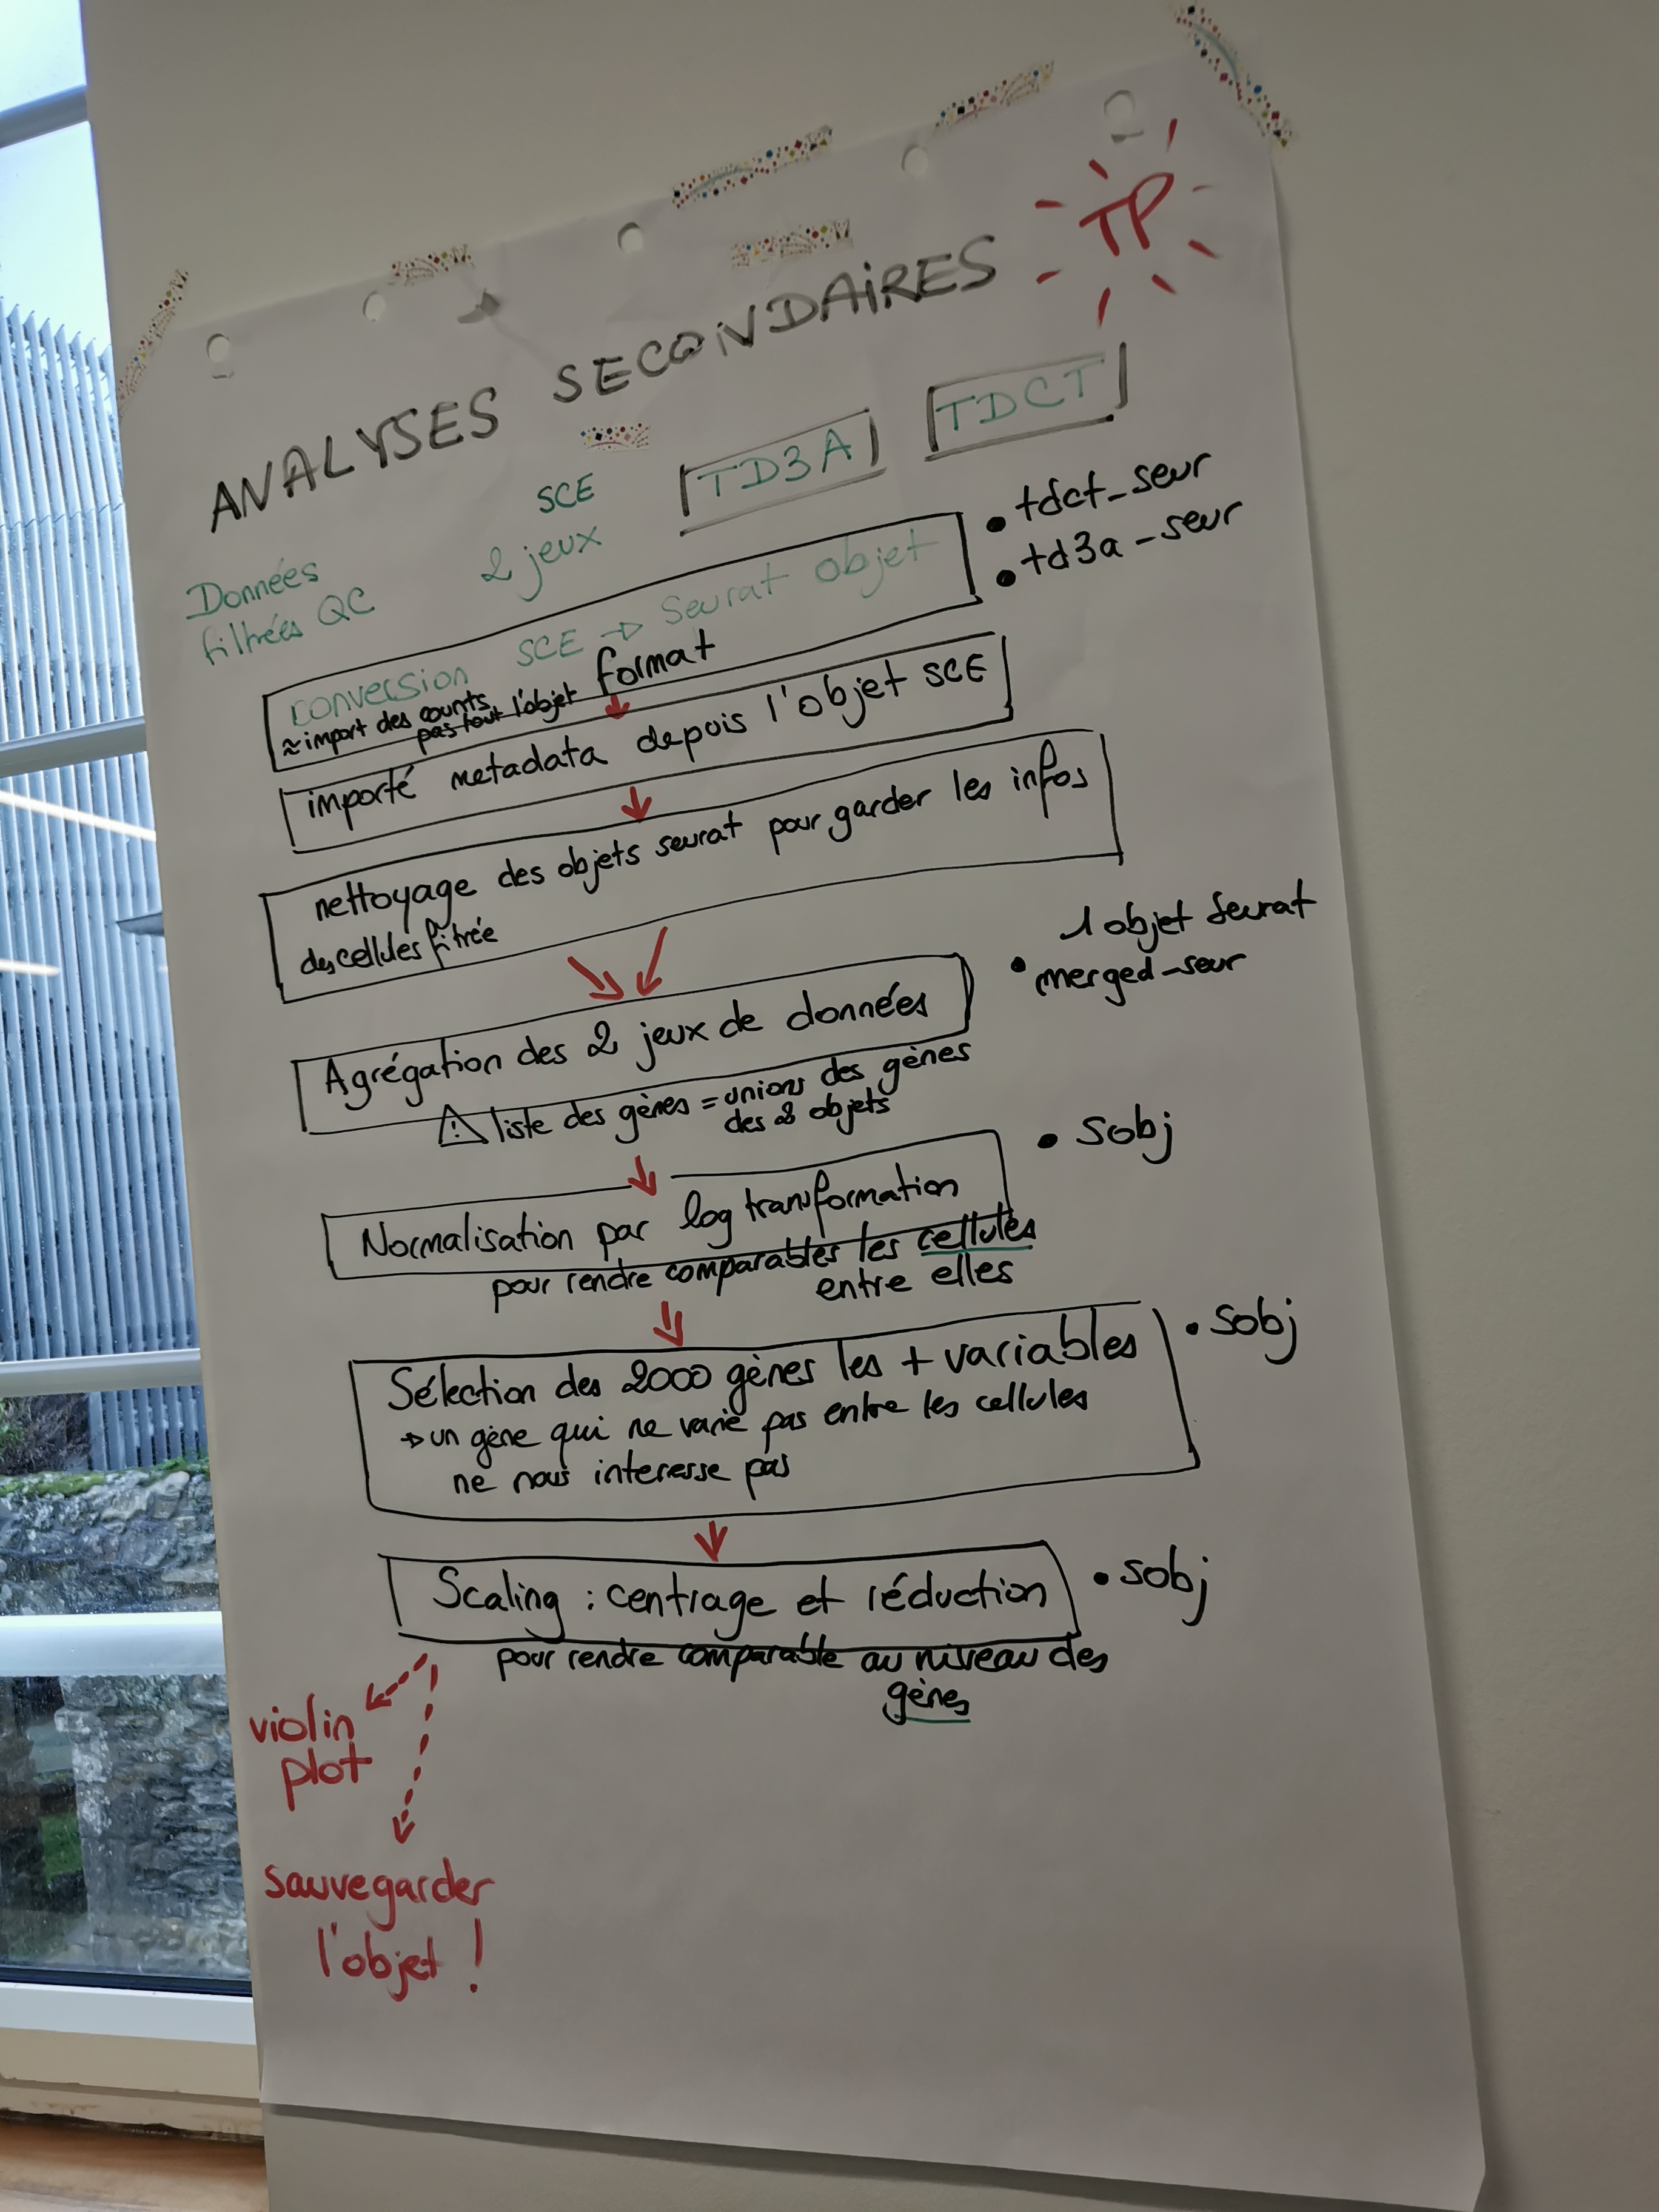 TP
ANALYSES SECONDAIRES
Données
filtrés QC
SCE
2 jeux
TD3A
TDCT
conversion SCE → Seurat objet
format
≈ import des counts
pas tout l'objet
• tdct_seur
• td3a_seur
importé metadata depuis l'objet SCE
nettoyage des objets seurat pour garder les infos
des cellules filtrée
Agrégation des 2 jeux de données
1 objet Seurat
• merged_seur
⚠ liste des gènes = unions des gènes
des 2 objets
Normalisation par log transformation
• sobj
pour rendre comparables les cellules
entre elles
Sélection des 2000 gènes les + variables
→ un gène qui ne varie pas entre les cellules
ne nous interesse pas
• sobj
Scaling : centrage et réduction
• sobj
pour rendre comparable au niveau des
gènes
violin
plot
sauvegarder
l'objet !